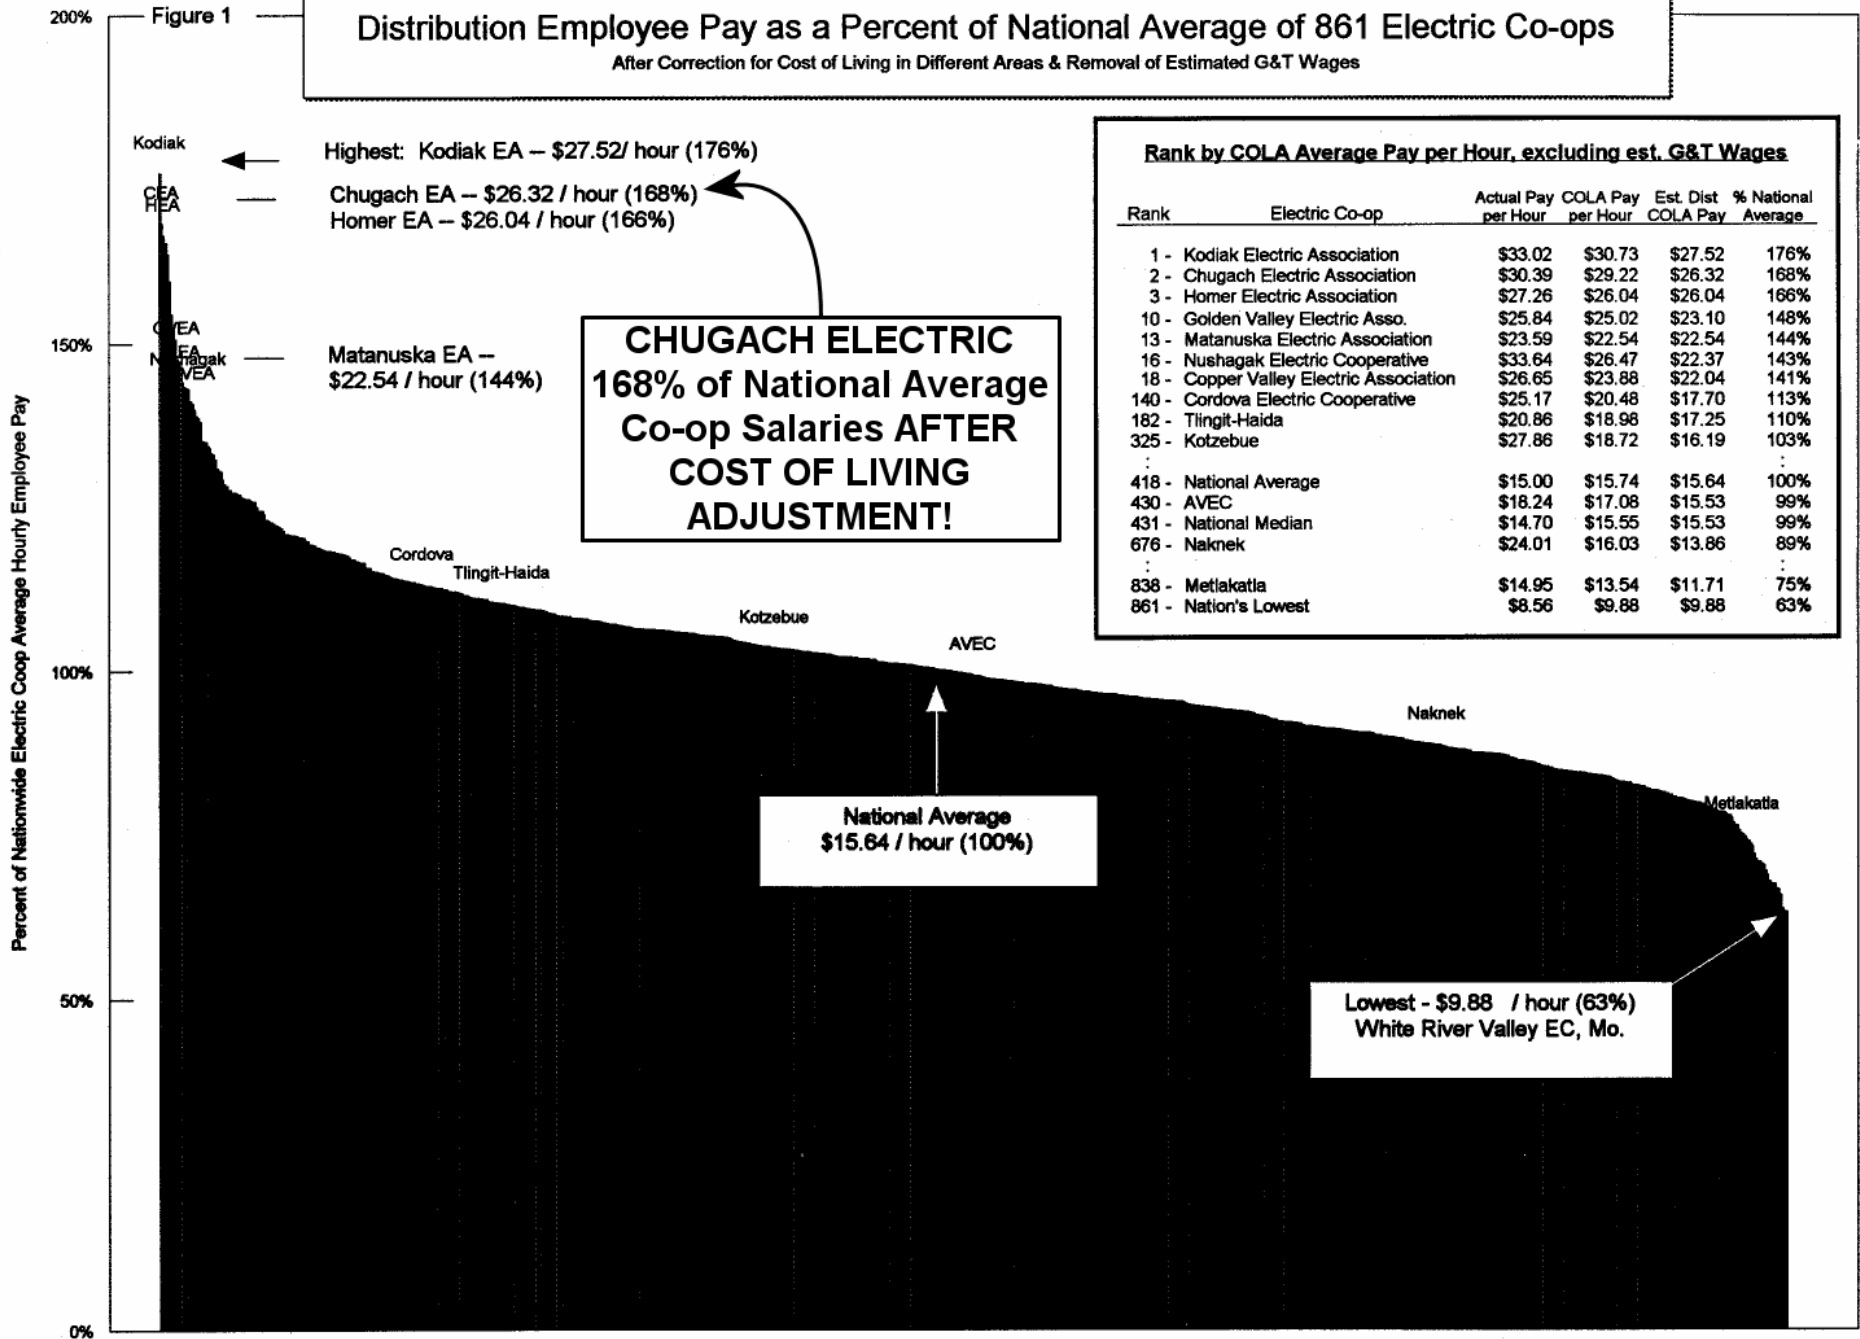 200%
Figure 1
Distribution Employee Pay as a Percent of National Average of 861 Electric Co-ops
After Correction for Cost of Living in Different Areas & Removal of Estimated G&T Wages
Kodiak
Highest: Kodiak EA -- $27.52/ hour (176%)
CEA
HEA
Chugach EA -- $26.32 / hour (168%)
Homer EA -- $26.04 / hour (166%)
150%
Matanuska EA --
$22.54 / hour (144%)
CHUGACH ELECTRIC
168% of National Average
Co-op Salaries AFTER
COST OF LIVING
ADJUSTMENT!
Rank by COLA Average Pay per Hour, excluding est. G&T Wages
Actual Pay COLA Pay Est. Dist % National
Rank Electric Co-op per Hour per Hour COLA Pay Average
1 - Kodiak Electric Association $33.02 $30.73 $27.52 176%
2 - Chugach Electric Association $30.39 $29.22 $26.32 168%
3 - Homer Electric Association $27.26 $26.04 $26.04 166%
10 - Golden Valley Electric Asso. $25.84 $25.02 $23.10 148%
13 - Matanuska Electric Association $23.59 $22.54 $22.54 144%
16 - Nushagak Electric Cooperative $33.64 $26.47 $22.37 143%
18 - Copper Valley Electric Association $26.65 $23.88 $22.04 141%
140 - Cordova Electric Cooperative $25.17 $20.48 $17.70 113%
182 - Tlingit-Haida $20.86 $18.98 $17.25 110%
325 - Kotzebue $27.86 $18.72 $16.19 103%
: :
418 - National Average $15.00 $15.74 $15.64 100%
430 - AVEC $18.24 $17.08 $15.53 99%
431 - National Median $14.70 $15.55 $15.53 99%
676 - Naknek $24.01 $16.03 $13.86 89%
: :
838 - Metlakatla $14.95 $13.54 $11.71 75%
861 - Nation's Lowest $8.56 $9.88 $9.88 63%
Percent of Nationwide Electric Coop Average Hourly Employee Pay
Cordova
Tlingit-Haida
Kotzebue
AVEC
100%
Naknek
Metlakatla
National Average
$15.64 / hour (100%)
50%
Lowest - $9.88 / hour (63%)
White River Valley EC, Mo.
0%